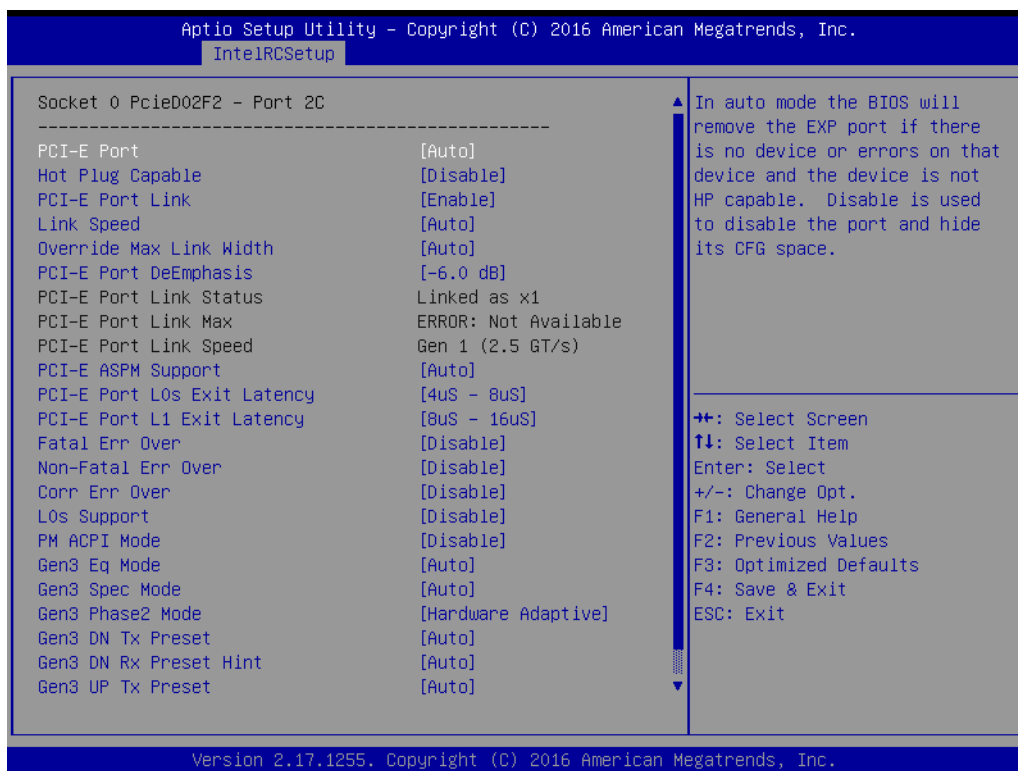 Aptio Setup Utility – Copyright (C) 2016 American Megatrends, Inc.
IntelRCSetup
Socket 0 PcieD02F2 – Port 2C
--------------------------------------------------
PCI-E Port [Auto]
Hot Plug Capable [Disable]
PCI-E Port Link [Enable]
Link Speed [Auto]
Override Max Link Width [Auto]
PCI-E Port DeEmphasis [-6.0 dB]
PCI-E Port Link Status Linked as x1
PCI-E Port Link Max ERROR: Not Available
PCI-E Port Link Speed Gen 1 (2.5 GT/s)
PCI-E ASPM Support [Auto]
PCI-E Port L0s Exit Latency [4uS - 8uS]
PCI-E Port L1 Exit Latency [8uS - 16uS]
Fatal Err Over [Disable]
Non-Fatal Err Over [Disable]
Corr Err Over [Disable]
L0s Support [Disable]
PM ACPI Mode [Disable]
Gen3 Eq Mode [Auto]
Gen3 Spec Mode [Auto]
Gen3 Phase2 Mode [Hardware Adaptive]
Gen3 DN Tx Preset [Auto]
Gen3 DN Rx Preset Hint [Auto]
Gen3 UP Tx Preset [Auto]
In auto mode the BIOS will
remove the EXP port if there
is no device or errors on that
device and the device is not
HP capable. Disable is used
to disable the port and hide
its CFG space.
→←: Select Screen
↑↓: Select Item
Enter: Select
+/-: Change Opt.
F1: General Help
F2: Previous Values
F3: Optimized Defaults
F4: Save & Exit
ESC: Exit
Version 2.17.1255. Copyright (C) 2016 American Megatrends, Inc.